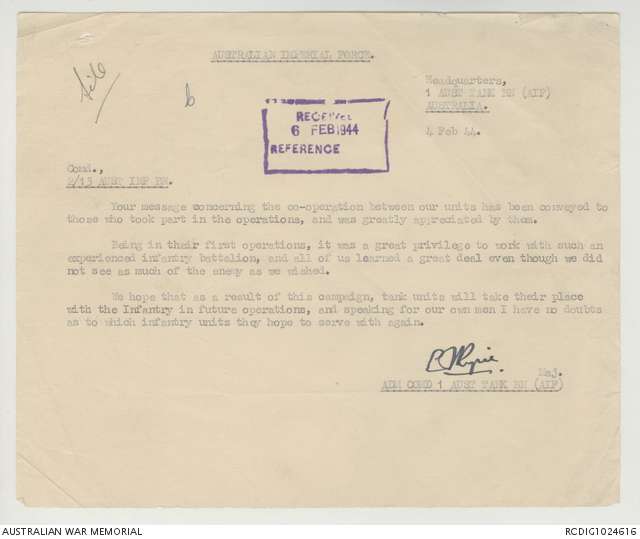 AUSTRALIAN IMPERIAL FORCE.
File
b
Headquarters,
1 AUST TANK BN (AIF)
AUSTRALIA.
4 Feb 44.
RECEIVED
6 FEB 1944
REFERENCE
Comd.,
2/13 AUST INF BN.
Your message concerning the co-operation between our units has been conveyed to
those who took part in the operations, and was greatly appreciated by them.
Being in their first operations, it was a great privilege to work with such an
experienced infantry battalion, and all of us learned a great deal even though we did
not see as much of the enemy as we wished.
We hope that as a result of this campaign, tank units will take their place
with the Infantry in future operations, and speaking for our own men I have no doubts
as to which infantry units they hope to serve with again.
Maj.
ADM COMD 1 AUST TANK BN (AIF)
AUSTRALIAN WAR MEMORIAL
RCDIG1024616